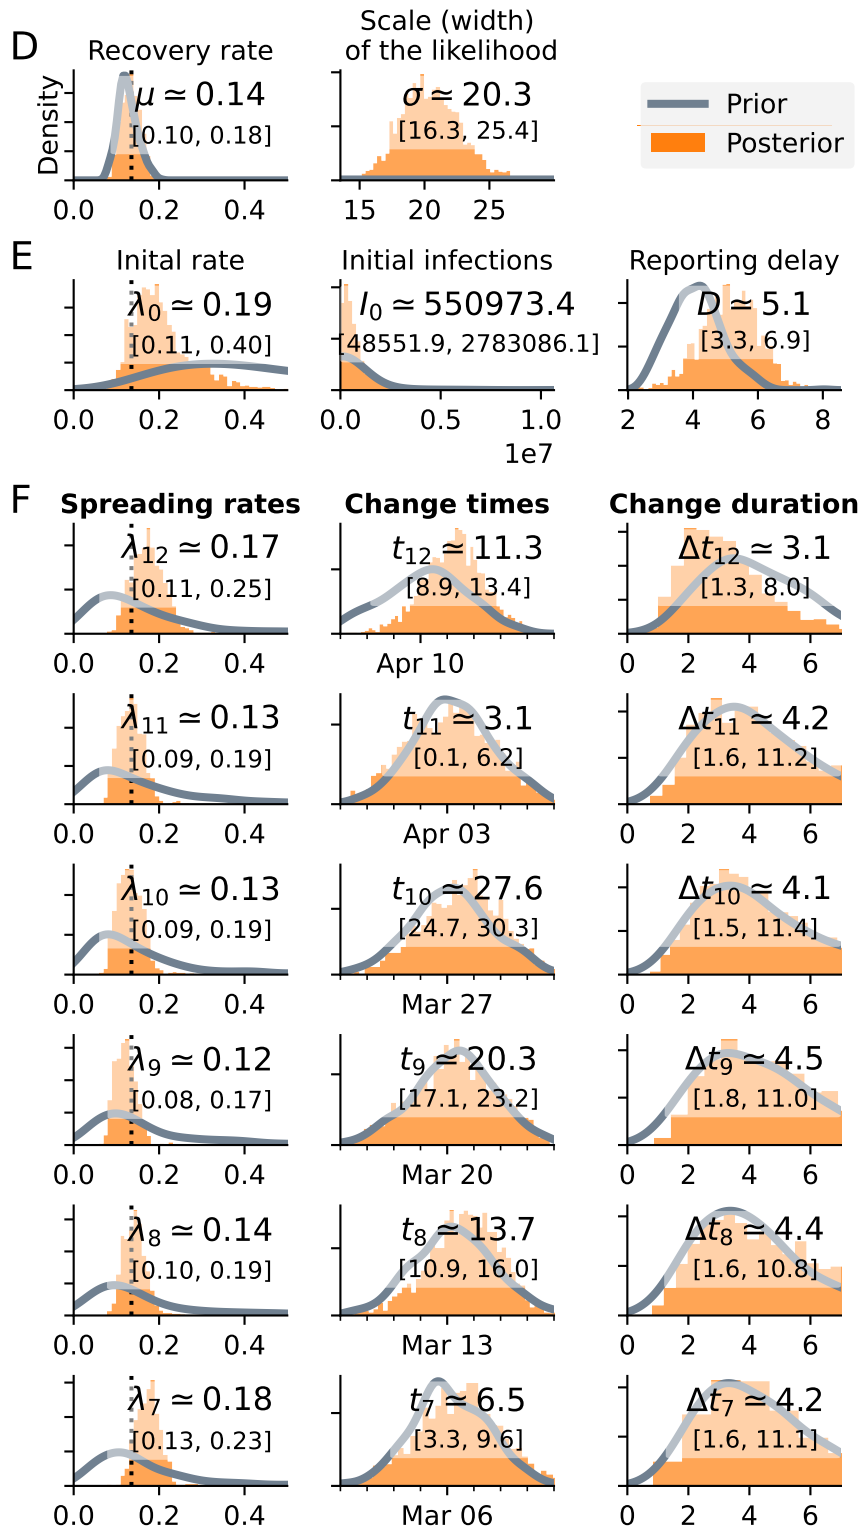 D
Recovery rate
Scale (width)
of the likelihood
Density
μ ≃ 0.14
[0.10, 0.18]
0.0 0.2 0.4
σ ≃ 20.3
[16.3, 25.4]
15 20 25
Prior
Posterior
E
Inital rate
λ0 ≃ 0.19
[0.11, 0.40]
0.0 0.2 0.4
Initial infections
I0 ≃ 550973.4
[48551.9, 2783086.1]
0.0 0.5 1.0
1e7
Reporting delay
D ≃ 5.1
[3.3, 6.9]
2 4 6 8
F
Spreading rates Change times Change duration
λ12 ≃ 0.17 t12 ≃ 11.3 Δt12 ≃ 3.1
[0.11, 0.25] [8.9, 13.4] [1.3, 8.0]
0.0 0.2 0.4 Apr 10 0 2 4 6
λ11 ≃ 0.13 t11 ≃ 3.1 Δt11 ≃ 4.2
[0.09, 0.19] [0.1, 6.2] [1.6, 11.2]
0.0 0.2 0.4 Apr 03 0 2 4 6
λ10 ≃ 0.13 t10 ≃ 27.6 Δt10 ≃ 4.1
[0.09, 0.19] [24.7, 30.3] [1.5, 11.4]
0.0 0.2 0.4 Mar 27 0 2 4 6
λ9 ≃ 0.12 t9 ≃ 20.3 Δt9 ≃ 4.5
[0.08, 0.17] [17.1, 23.2] [1.8, 11.0]
0.0 0.2 0.4 Mar 20 0 2 4 6
λ8 ≃ 0.14 t8 ≃ 13.7 Δt8 ≃ 4.4
[0.10, 0.19] [10.9, 16.0] [1.6, 10.8]
0.0 0.2 0.4 Mar 13 0 2 4 6
λ7 ≃ 0.18 t7 ≃ 6.5 Δt7 ≃ 4.2
[0.13, 0.23] [3.3, 9.6] [1.6, 11.1]
0.0 0.2 0.4 Mar 06 0 2 4 6